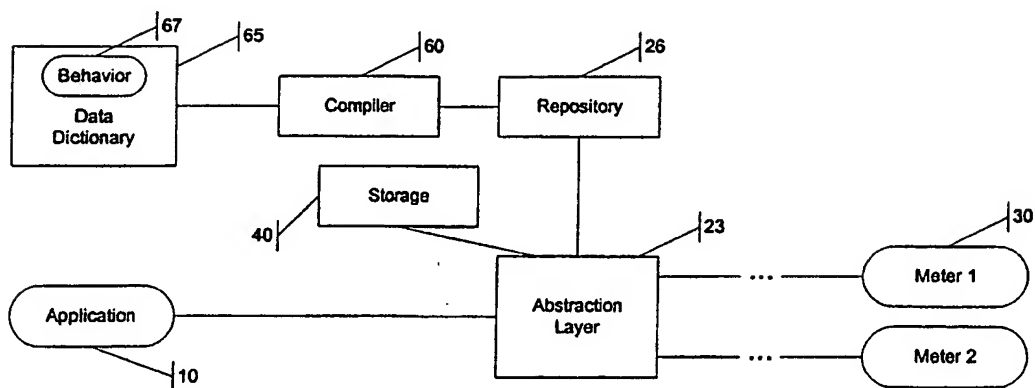 67
65
60
26
Behavior
Data
Dictionary
Compiler
Repository
Storage
40
23
30
Abstraction
Layer
...
Meter 1
Application
...
Meter 2
10